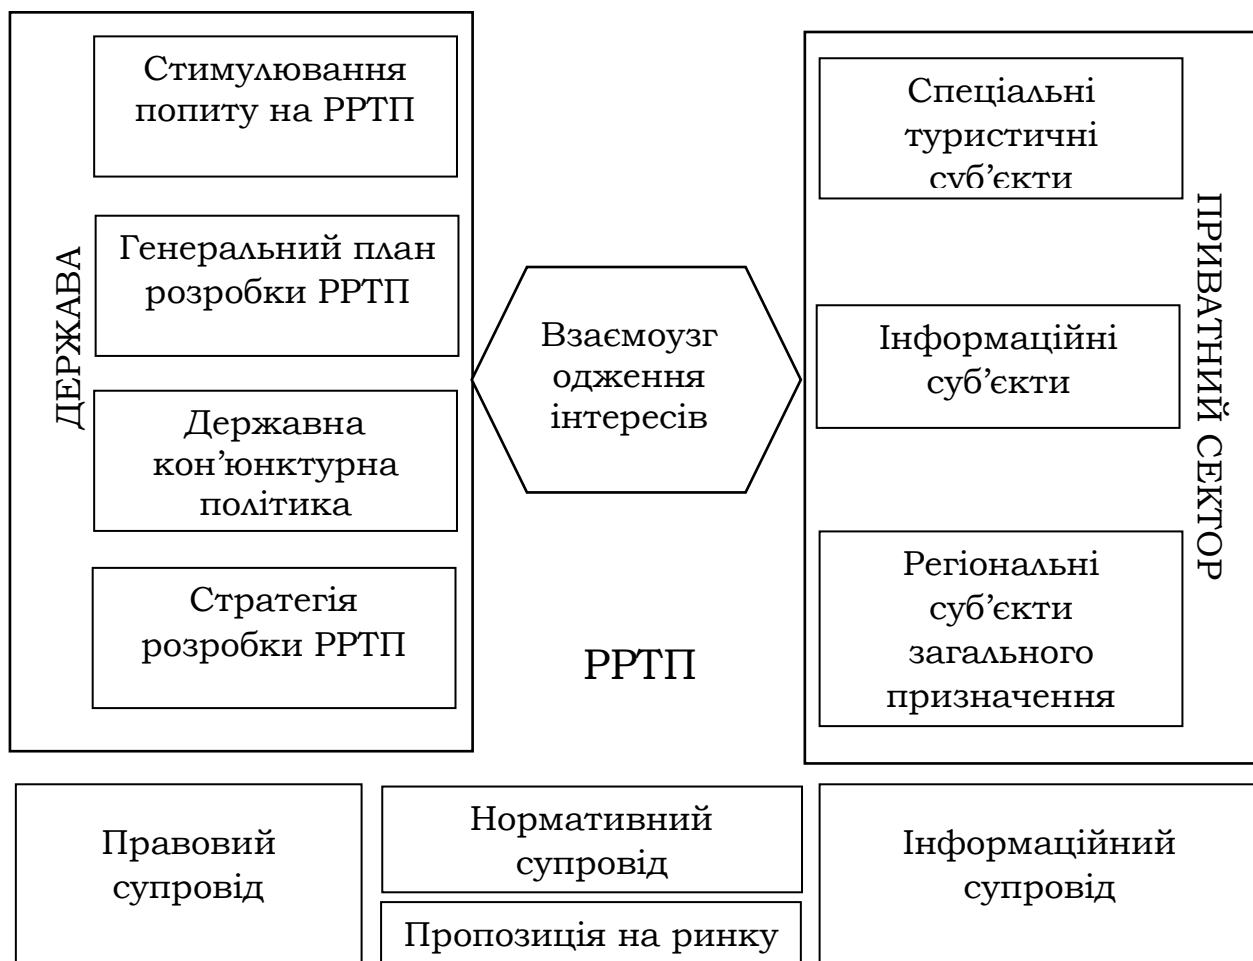 ДЕРЖАВА
Стимулювання
попиту на РРТП
Генеральний план
розробки РРТП
Державна
кон’юнктурна
політика
Стратегія
розробки РРТП
Взаємоузг
одження
інтересів
РРТП
Спеціальні
туристичні
суб’єкти
Інформаційні
суб’єкти
Регіональні
суб’єкти
загального
призначення
ПРИВАТНИЙ СЕКТОР
Правовий
супровід
Нормативний
супровід
Пропозиція на ринку
Інформаційний
супровід